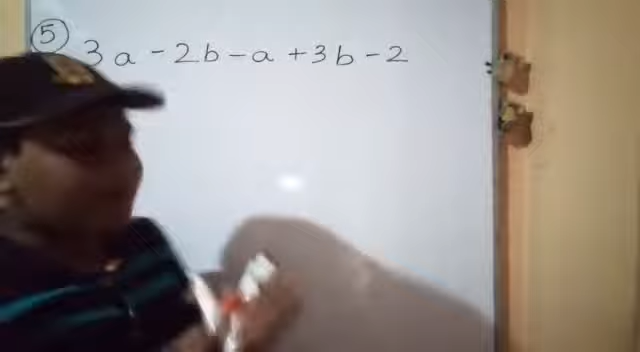 ⑤ 3a - 2b - a + 3b - 2